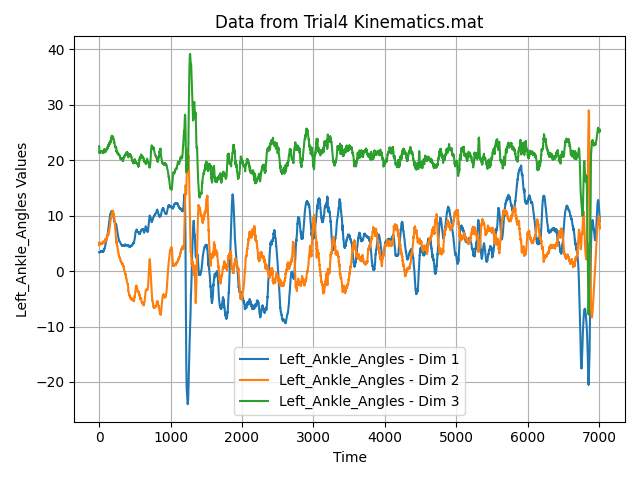 Data from Trial4 Kinematics.mat
Left_Ankle_Angles Values
40
30
20
10
0
−10
−20
Left_Ankle_Angles - Dim 1
Left_Ankle_Angles - Dim 2
Left_Ankle_Angles - Dim 3
0 1000 2000 3000 4000 5000 6000 7000
Time